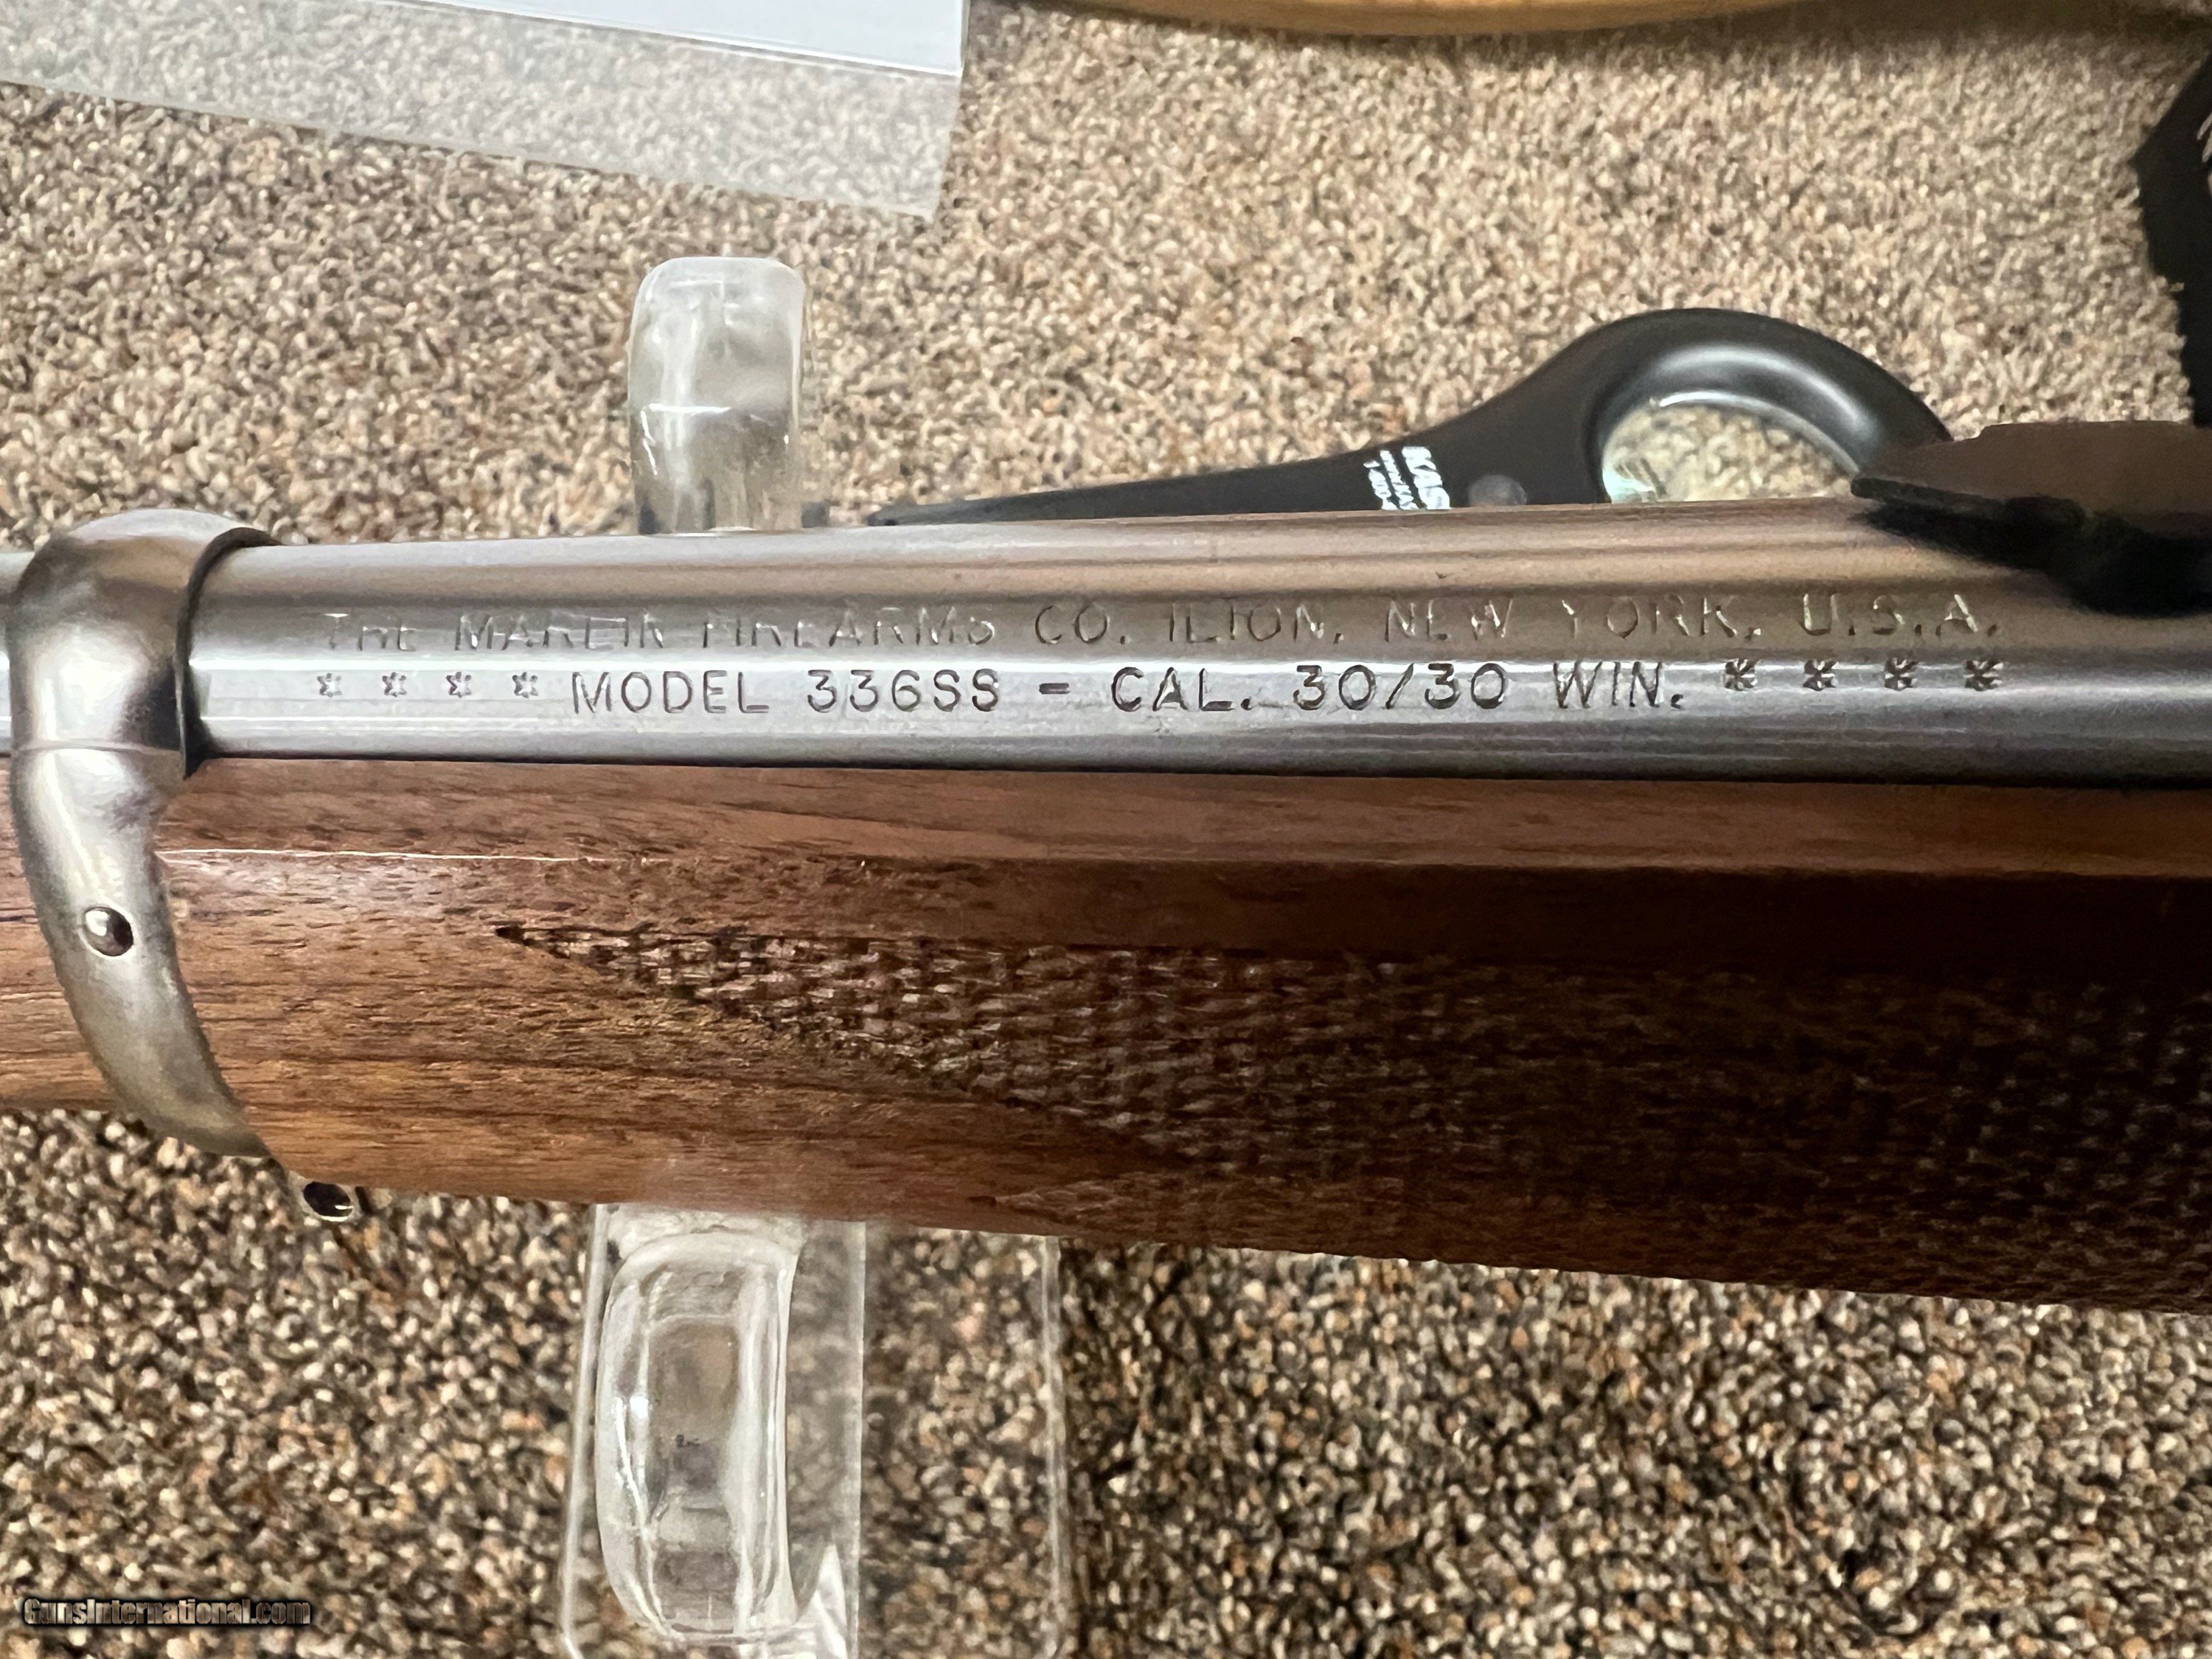 THE MARLIN FIREARMS CO. ILION, NEW YORK, U.S.A.
* * * * MODEL 336SS - CAL. 30/30 WIN. * * * *
GunsInternational.com